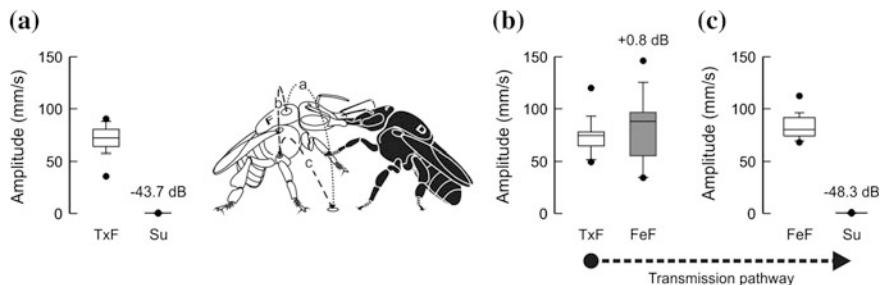 (a)
Amplitude (mm/s)
150
100
50
0
-43.7 dB
TxF Su
a
b
c
F
D
(b)
Amplitude (mm/s)
150
100
50
0
+0.8 dB
TxF FeF
(c)
Amplitude (mm/s)
150
100
50
0
-48.3 dB
FeF Su
Transmission pathway